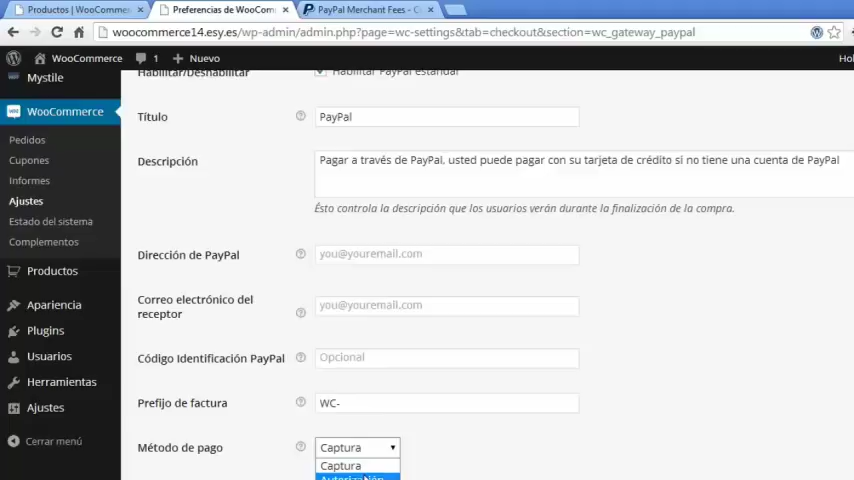 Productos | WooCommer
Preferencias de WooCom
PayPal Merchant Fees - C
woocommerce14.esy.es/wp-admin/admin.php?page=wc-settings&tab=checkout&section=wc_gateway_paypal
WooCommerce 1 + Nuevo Hol
Mystile
Habilitar/Deshabilitar Habilitar PayPal estándar
WooCommerce
Título PayPal
Pedidos
Cupones
Descripción Pagar a través de PayPal, usted puede pagar con su tarjeta de crédito si no tiene una cuenta de PayPal
Informes
Ajustes
Ésto controla la descripción que los usuarios verán durante la finalización de la compra.
Estado del sistema
Complementos
Dirección de PayPal you@youremail.com
Productos
Apariencia
Correo electrónico del
receptor you@youremail.com
Plugins
Usuarios
Código Identificación PayPal Opcional
Herramientas
Ajustes
Prefijo de factura WC-
Cerrar menú
Método de pago Captura
Captura
Autorización